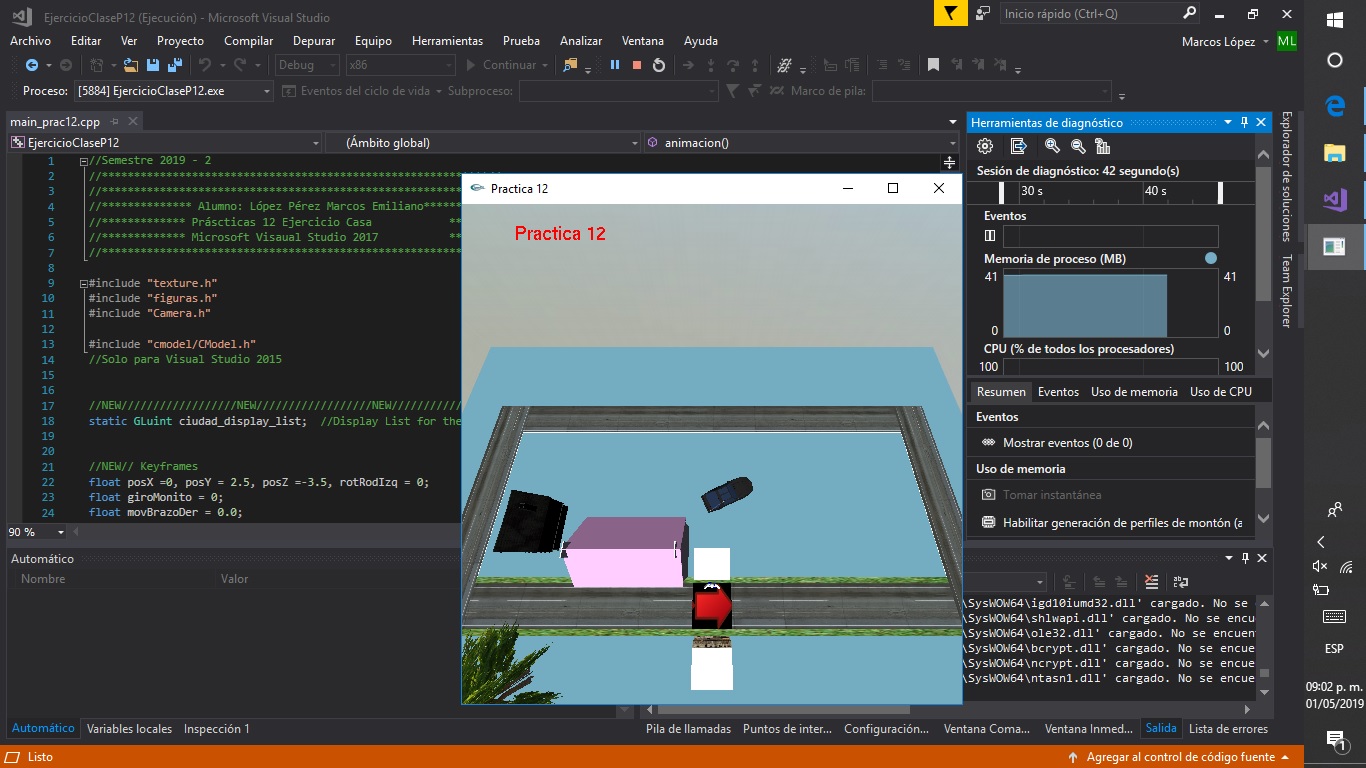 EjercicioClaseP12 (Ejecución) - Microsoft Visual Studio
Inicio rápido (Ctrl+Q)
Archivo Editar Ver Proyecto Compilar Depurar Equipo Herramientas Prueba Analizar Ventana Ayuda
Marcos López ML
Debug x86 Continuar
Proceso: [5884] EjercicioClaseP12.exe Eventos del ciclo de vida Subproceso: Marco de pila:
main_prac12.cpp
EjercicioClaseP12 (Ámbito global) animacion()
1 //Semestre 2019 - 2
2 //*******************************************************
3 //*******************************************************
4 //************** Alumno: López Pérez Marcos Emiliano******
5 //************* Práscticas 12 Ejercicio Casa **
6 //************* Microsoft Visaual Studio 2017 **
7 //*******************************************************
8
9 #include "texture.h"
10 #include "figuras.h"
11 #include "Camera.h"
12
13 #include "cmodel/CModel.h"
14 //Solo para Visual Studio 2015
15
16
17 //NEW//////////////////NEW//////////////////NEW///////////
18 static GLuint ciudad_display_list; //Display List for the
19
20
21 //NEW// Keyframes
22 float posX =0, posY = 2.5, posZ =-3.5, rotRodIzq = 0;
23 float giroMonito = 0;
24 float movBrazoDer = 0.0;
90 %
Practica 12
Practica 12
Automático
Nombre Valor
Automático Variables locales Inspección 1
Herramientas de diagnóstico
Sesión de diagnóstico: 42 segundo(s)
30 s 40 s
Eventos
Memoria de proceso (MB)
41 41
0 0
CPU (% de todos los procesadores)
100 100
Resumen Eventos Uso de memoria Uso de CPU
Eventos
Mostrar eventos (0 de 0)
Uso de memoria
Tomar instantánea
Habilitar generación de perfiles de montón (a
\SysWOW64\igd10iumd32.dll' cargado. No se
\SysWOW64\shlwapi.dll' cargado. No se encu
\SysWOW64\ole32.dll' cargado. No se encuen
\SysWOW64\bcrypt.dll' cargado. No se encue
\SysWOW64\ncrypt.dll' cargado. No se encue
\SysWOW64\ntasn1.dll' cargado. No se encue
Pila de llamadas Puntos de inter... Configuración... Ventana Coma... Ventana Inmed... Salida Lista de errores
Explorador de soluciones
Team Explorer
ESP
09:02 p. m.
01/05/2019
1
Listo
Agregar al control de código fuente